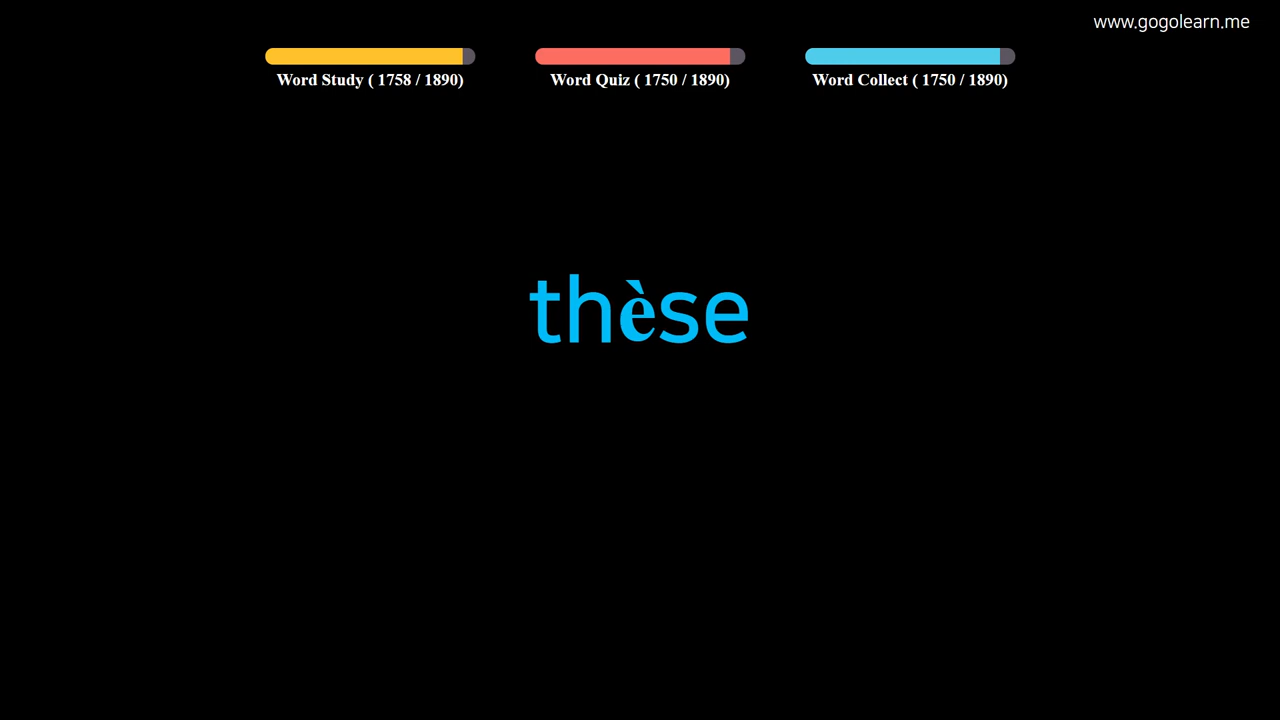 www.gogolearn.me
Word Study ( 1758 / 1890)
Word Quiz ( 1750 / 1890)
Word Collect ( 1750 / 1890)
thèse